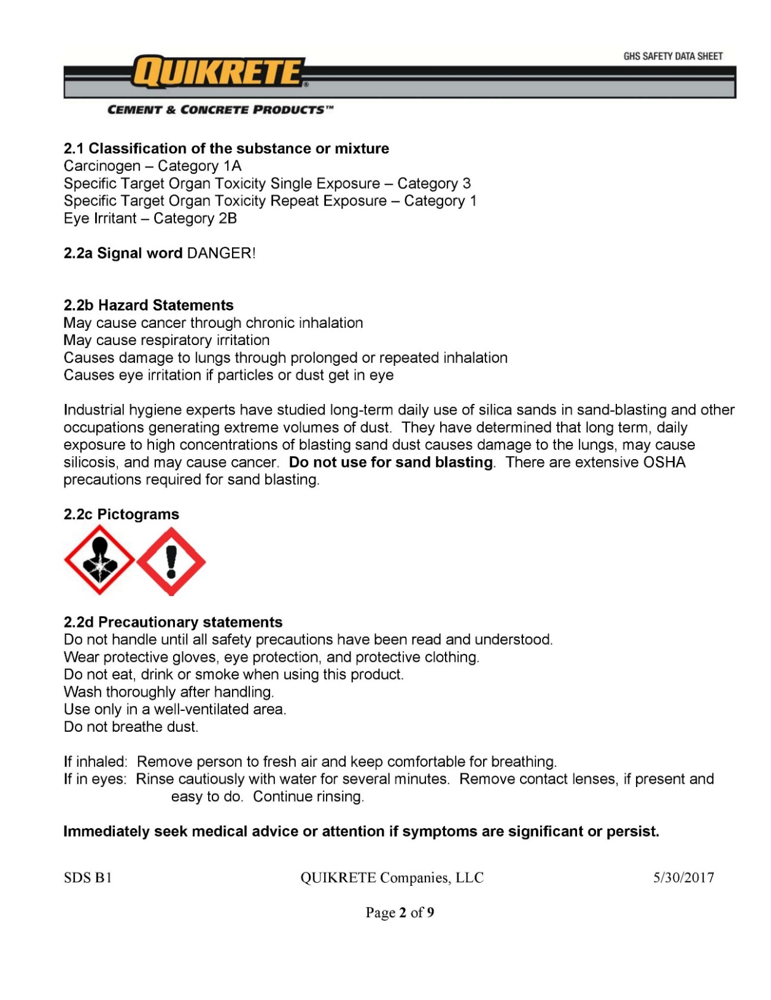 GHS SAFETY DATA SHEET
QUIKRETE®
CEMENT & CONCRETE PRODUCTS™
2.1 Classification of the substance or mixture
Carcinogen – Category 1A
Specific Target Organ Toxicity Single Exposure – Category 3
Specific Target Organ Toxicity Repeat Exposure – Category 1
Eye Irritant – Category 2B
2.2a Signal word DANGER!
2.2b Hazard Statements
May cause cancer through chronic inhalation
May cause respiratory irritation
Causes damage to lungs through prolonged or repeated inhalation
Causes eye irritation if particles or dust get in eye
Industrial hygiene experts have studied long-term daily use of silica sands in sand-blasting and other
occupations generating extreme volumes of dust.  They have determined that long term, daily
exposure to high concentrations of blasting sand dust causes damage to the lungs, may cause
silicosis, and may cause cancer.  Do not use for sand blasting.  There are extensive OSHA
precautions required for sand blasting.
2.2c Pictograms
!
2.2d Precautionary statements
Do not handle until all safety precautions have been read and understood.
Wear protective gloves, eye protection, and protective clothing.
Do not eat, drink or smoke when using this product.
Wash thoroughly after handling.
Use only in a well-ventilated area.
Do not breathe dust.
If inhaled:  Remove person to fresh air and keep comfortable for breathing.
If in eyes:  Rinse cautiously with water for several minutes.  Remove contact lenses, if present and
easy to do.  Continue rinsing.
Immediately seek medical advice or attention if symptoms are significant or persist.
SDS B1 QUIKRETE Companies, LLC 5/30/2017
Page 2 of 9